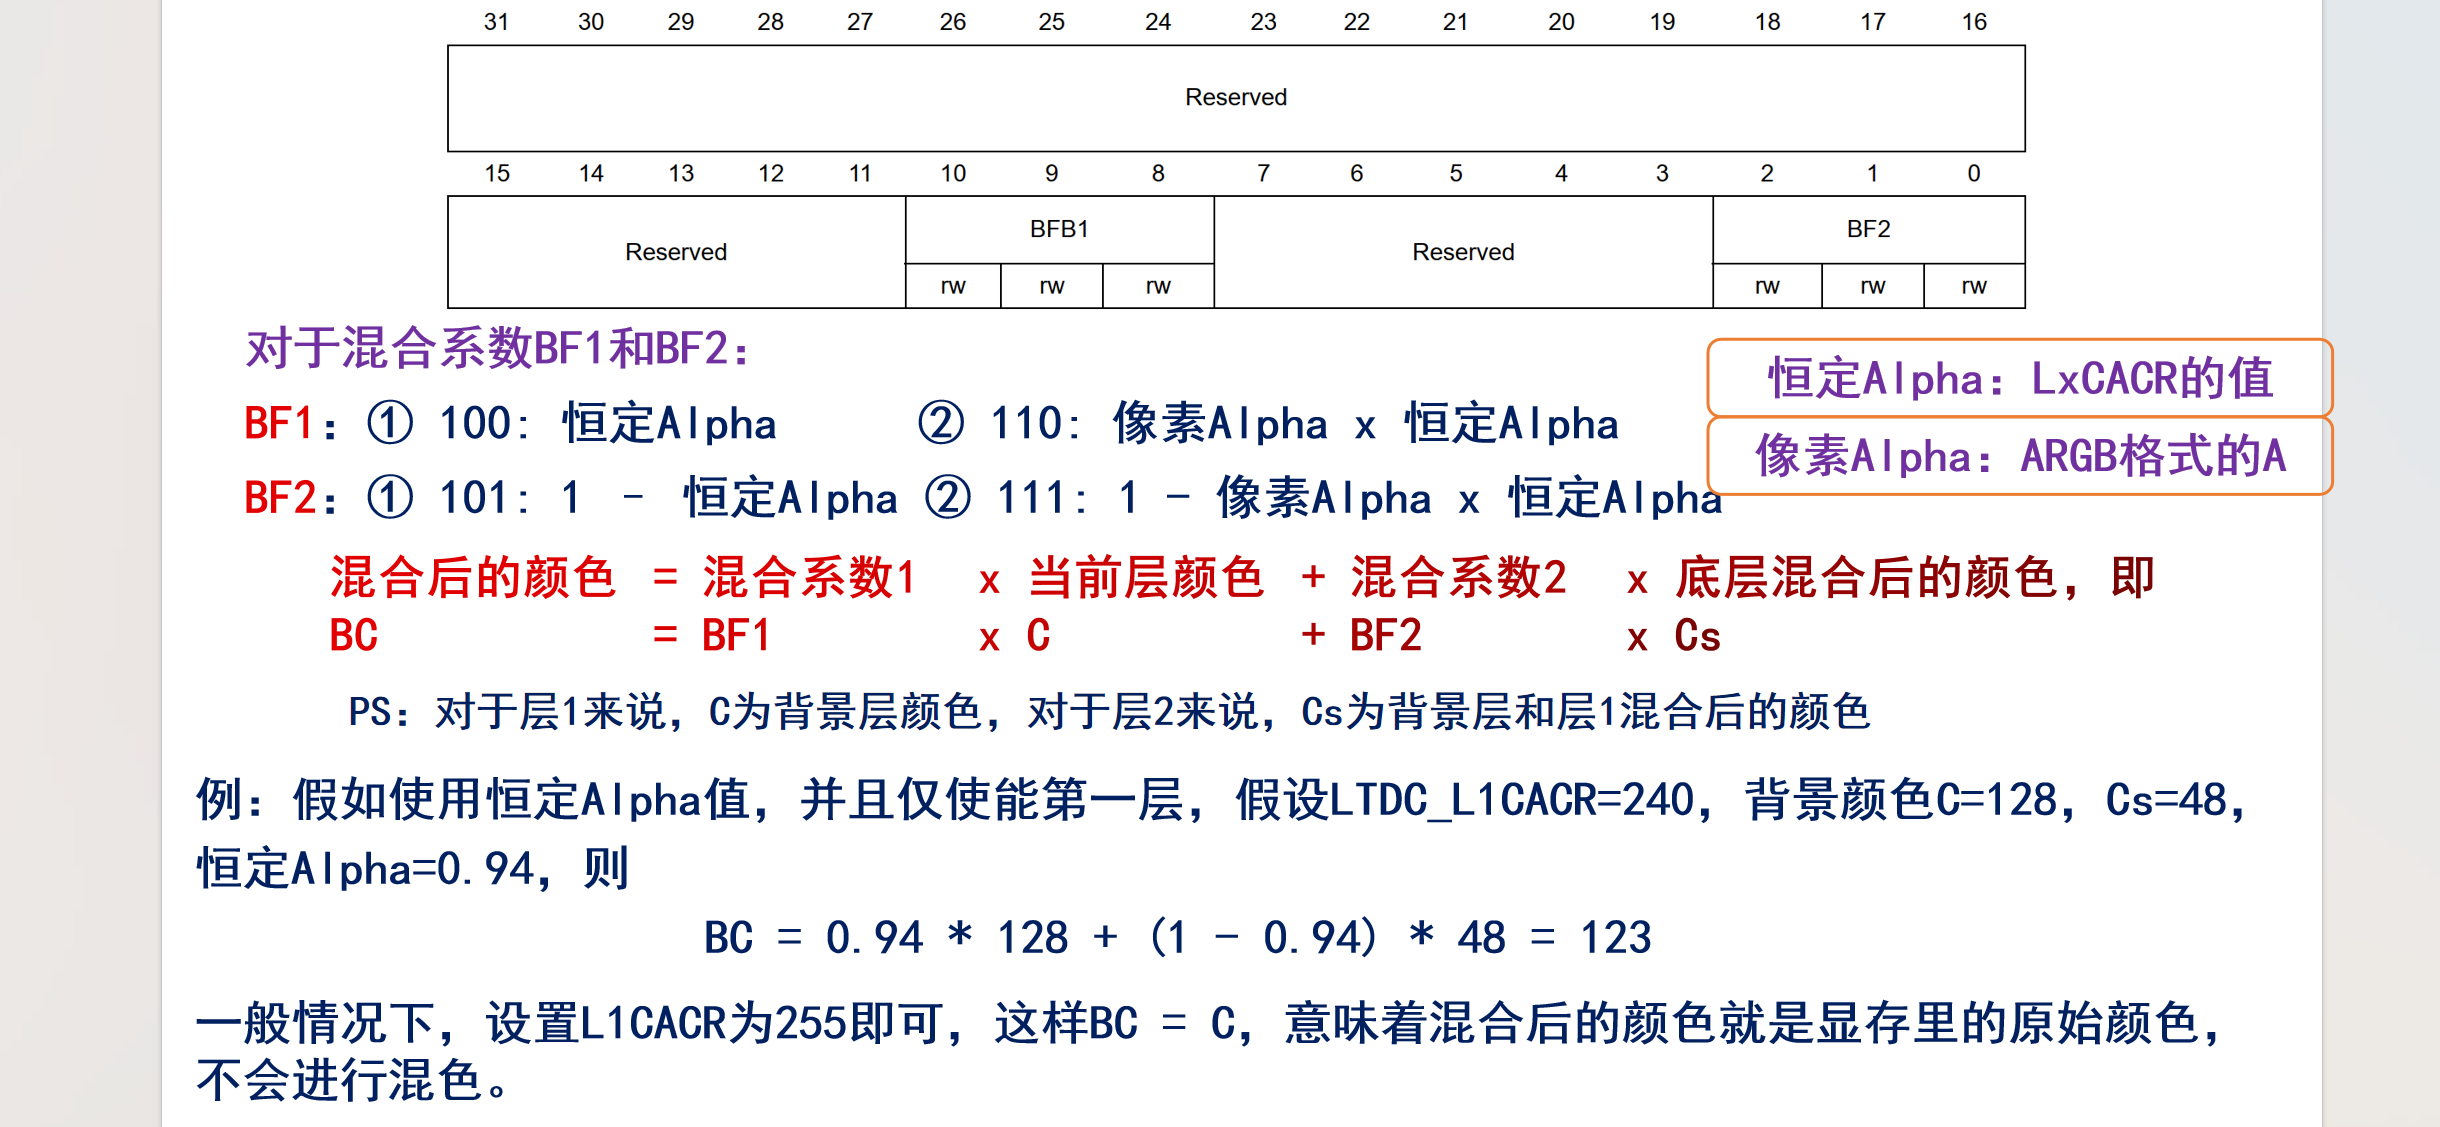 31 30 29 28 27 26 25 24 23 22 21 20 19 18 17 16
Reserved
15 14 13 12 11 10 9 8 7 6 5 4 3 2 1 0
Reserved BFB1 Reserved BF2
rw rw rw rw rw rw
对于混合系数BF1和BF2：
恒定Alpha：LxCACR的值
BF1：① 100：恒定Alpha ② 110：像素Alpha x 恒定Alpha
像素Alpha：ARGB格式的A
BF2：① 101：1 - 恒定Alpha ② 111：1 - 像素Alpha x 恒定Alpha
混合后的颜色 = 混合系数1 x 当前层颜色 + 混合系数2 x 底层混合后的颜色，即
BC = BF1 x C + BF2 x Cs
PS：对于层1来说，C为背景层颜色，对于层2来说，Cs为背景层和层1混合后的颜色
例：假如使用恒定Alpha值，并且仅使能第一层，假设LTDC_L1CACR=240，背景颜色C=128，Cs=48，
恒定Alpha=0.94，则
BC = 0.94 * 128 + (1 - 0.94) * 48 = 123
一般情况下，设置L1CACR为255即可，这样BC = C，意味着混合后的颜色就是显存里的原始颜色，
不会进行混色。